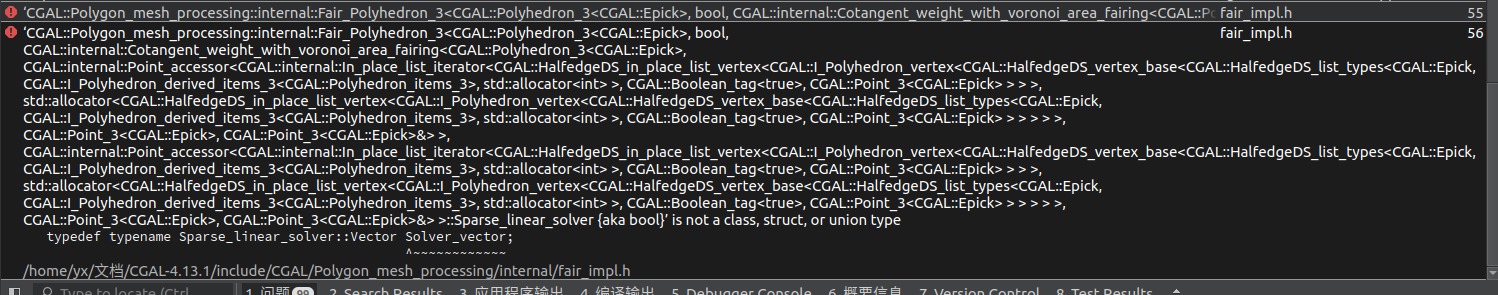 ‘CGAL::Polygon_mesh_processing::internal::Fair_Polyhedron_3<CGAL::Polyhedron_3<CGAL::Epick>, bool, CGAL::internal::Cotangent_weight_with_voronoi_area_fairing<CGAL::Po fair_impl.h 55
‘CGAL::Polygon_mesh_processing::internal::Fair_Polyhedron_3<CGAL::Polyhedron_3<CGAL::Epick>, bool, fair_impl.h 56
CGAL::internal::Cotangent_weight_with_voronoi_area_fairing<CGAL::Polyhedron_3<CGAL::Epick>,
CGAL::internal::Point_accessor<CGAL::internal::In_place_list_iterator<CGAL::HalfedgeDS_in_place_list_vertex<CGAL::I_Polyhedron_vertex<CGAL::HalfedgeDS_vertex_base<CGAL::HalfedgeDS_list_types<CGAL::Epick,
CGAL::I_Polyhedron_derived_items_3<CGAL::Polyhedron_items_3>, std::allocator<int> >, CGAL::Boolean_tag<true>, CGAL::Point_3<CGAL::Epick> > > >,
std::allocator<CGAL::HalfedgeDS_in_place_list_vertex<CGAL::I_Polyhedron_vertex<CGAL::HalfedgeDS_vertex_base<CGAL::HalfedgeDS_list_types<CGAL::Epick,
CGAL::I_Polyhedron_derived_items_3<CGAL::Polyhedron_items_3>, std::allocator<int> >, CGAL::Boolean_tag<true>, CGAL::Point_3<CGAL::Epick> > > > > >,
CGAL::Point_3<CGAL::Epick>, CGAL::Point_3<CGAL::Epick>&> >,
CGAL::internal::Point_accessor<CGAL::internal::In_place_list_iterator<CGAL::HalfedgeDS_in_place_list_vertex<CGAL::I_Polyhedron_vertex<CGAL::HalfedgeDS_vertex_base<CGAL::HalfedgeDS_list_types<CGAL::Epick,
CGAL::I_Polyhedron_derived_items_3<CGAL::Polyhedron_items_3>, std::allocator<int> >, CGAL::Boolean_tag<true>, CGAL::Point_3<CGAL::Epick> > > >,
std::allocator<CGAL::HalfedgeDS_in_place_list_vertex<CGAL::I_Polyhedron_vertex<CGAL::HalfedgeDS_vertex_base<CGAL::HalfedgeDS_list_types<CGAL::Epick,
CGAL::I_Polyhedron_derived_items_3<CGAL::Polyhedron_items_3>, std::allocator<int> >, CGAL::Boolean_tag<true>, CGAL::Point_3<CGAL::Epick> > > > > >,
CGAL::Point_3<CGAL::Epick>, CGAL::Point_3<CGAL::Epick>&> >::Sparse_linear_solver {aka bool}’ is not a class, struct, or union type
typedef typename Sparse_linear_solver::Vector Solver_vector;
^~~~~~~~~~~~~
/home/yx/文档/CGAL-4.13.1/include/CGAL/Polygon_mesh_processing/internal/fair_impl.h
Type to locate (Ctrl 1 问题 99 2 Search Results 3 应用程序输出 4 编译输出 5 Debugger Console 6 概要信息 7 Version Control 8 Test Results